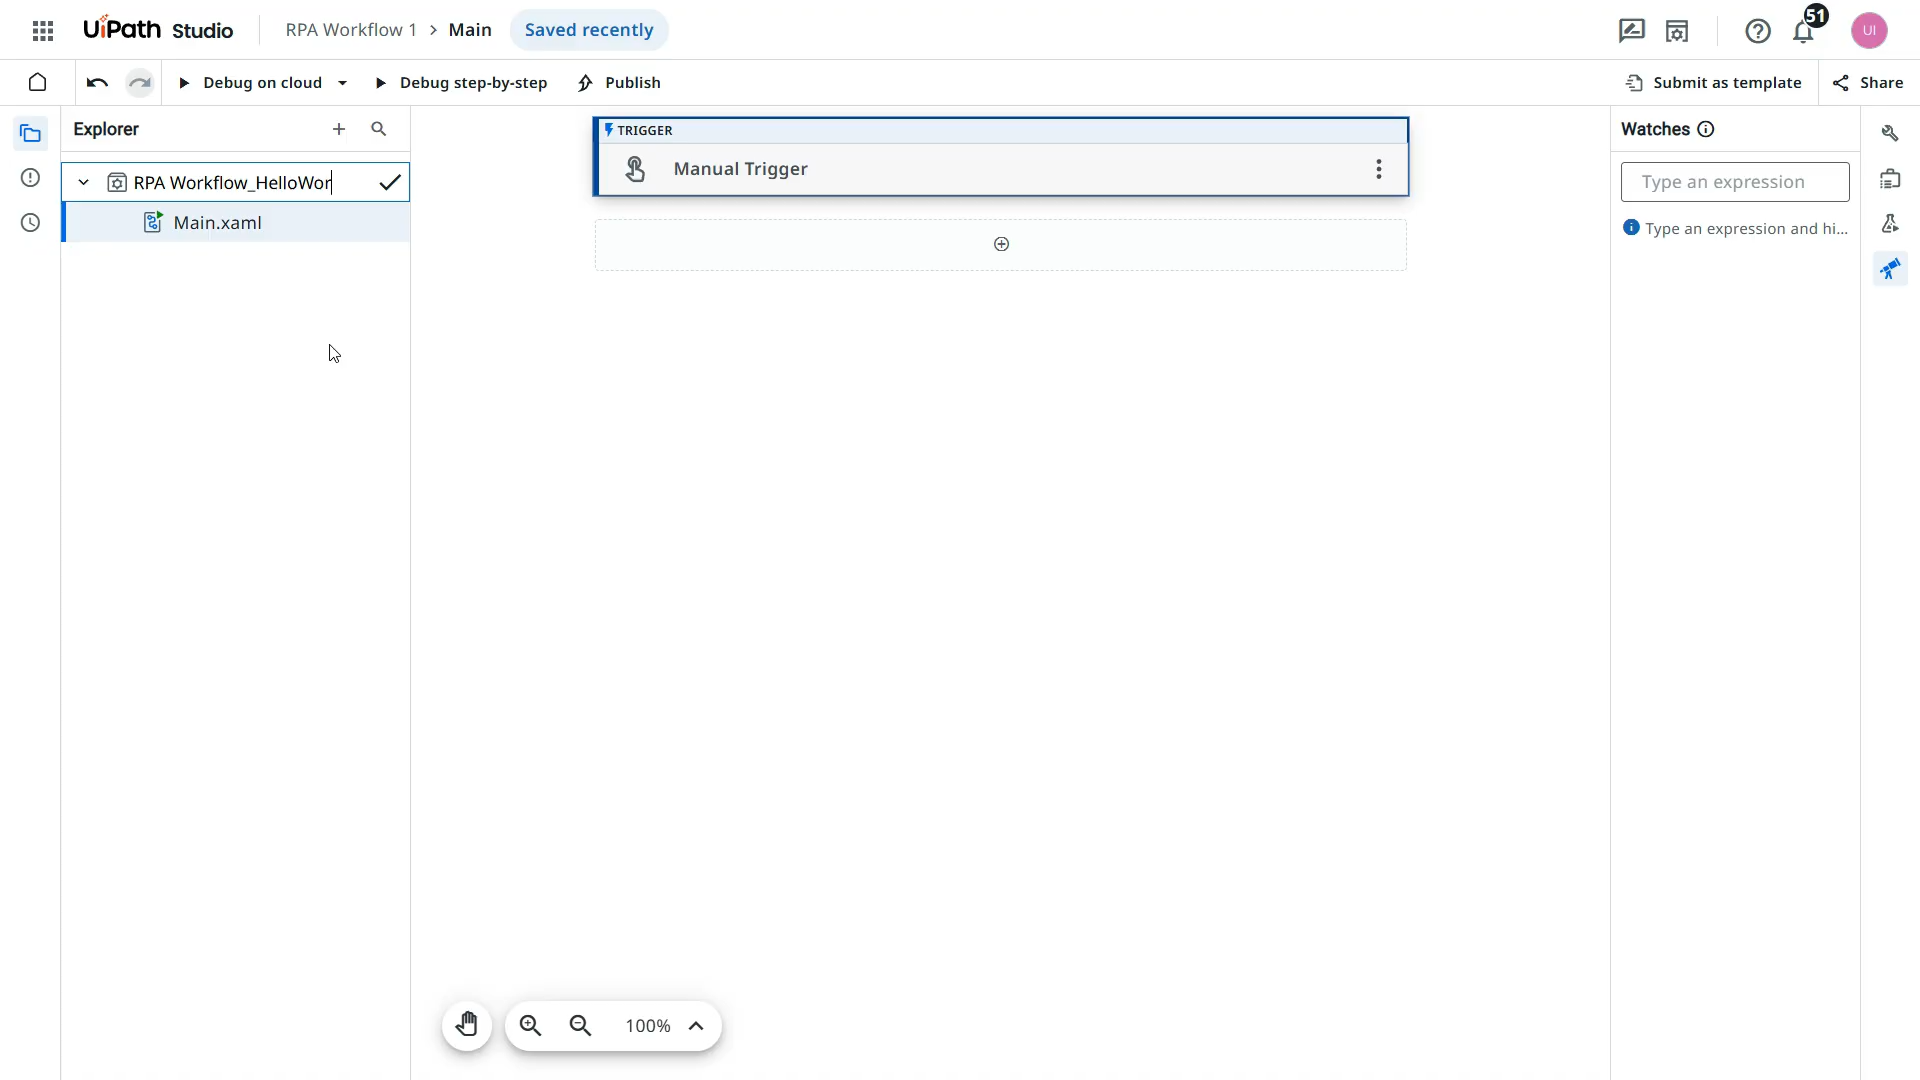 UiPath Studio
RPA Workflow 1 > Main
Saved recently
51
UI
Debug on cloud
Debug step-by-step
Publish
Submit as template
Share
Explorer
RPA Workflow_HelloWor
Main.xaml
TRIGGER
Manual Trigger
Watches
Type an expression
Type an expression and hi...
100%